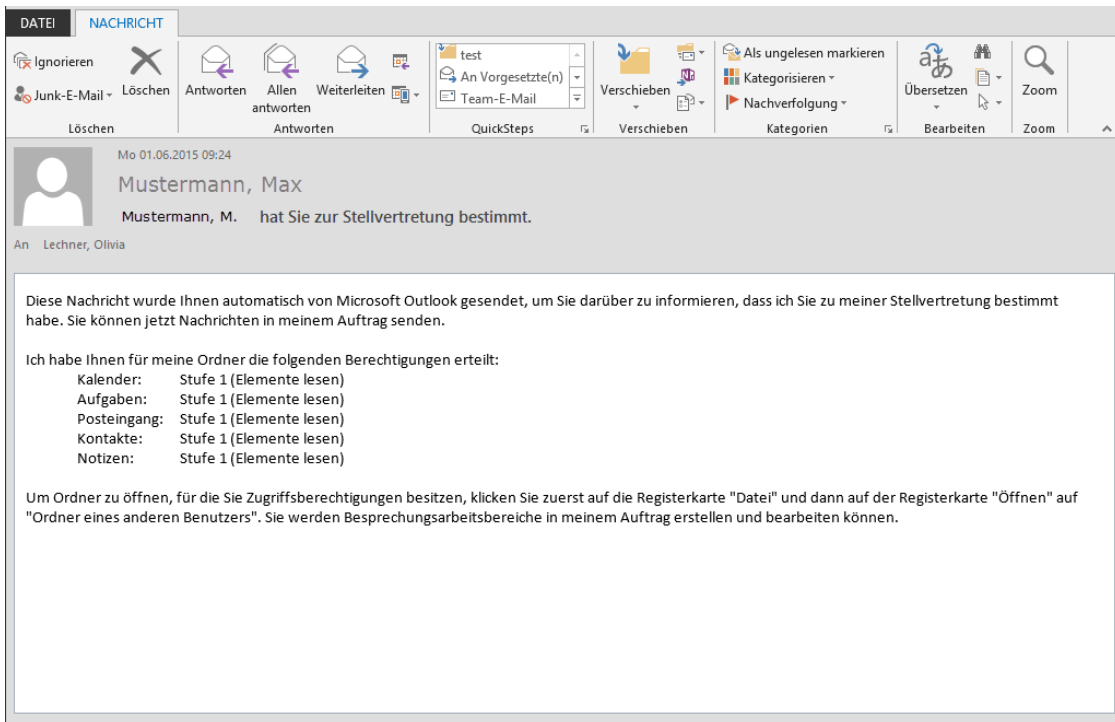 DATEI NACHRICHT
Ignorieren
Junk-E-Mail
Löschen
Löschen
Antworten
Allen
antworten
Weiterleiten
Antworten
test
An Vorgesetzte(n)
Team-E-Mail
QuickSteps
Verschieben
Verschieben
Als ungelesen markieren
Kategorisieren
Nachverfolgung
Kategorien
Übersetzen
Bearbeiten
Zoom
Zoom
Mo 01.06.2015 09:24
Mustermann, Max
Mustermann, M. hat Sie zur Stellvertretung bestimmt.
An Lechner, Olivia
Diese Nachricht wurde Ihnen automatisch von Microsoft Outlook gesendet, um Sie darüber zu informieren, dass ich Sie zu meiner Stellvertretung bestimmt
habe. Sie können jetzt Nachrichten in meinem Auftrag senden.
Ich habe Ihnen für meine Ordner die folgenden Berechtigungen erteilt:
Kalender: Stufe 1 (Elemente lesen)
Aufgaben: Stufe 1 (Elemente lesen)
Posteingang: Stufe 1 (Elemente lesen)
Kontakte: Stufe 1 (Elemente lesen)
Notizen: Stufe 1 (Elemente lesen)
Um Ordner zu öffnen, für die Sie Zugriffsberechtigungen besitzen, klicken Sie zuerst auf die Registerkarte "Datei" und dann auf der Registerkarte "Öffnen" auf
"Ordner eines anderen Benutzers". Sie werden Besprechungsarbeitsbereiche in meinem Auftrag erstellen und bearbeiten können.